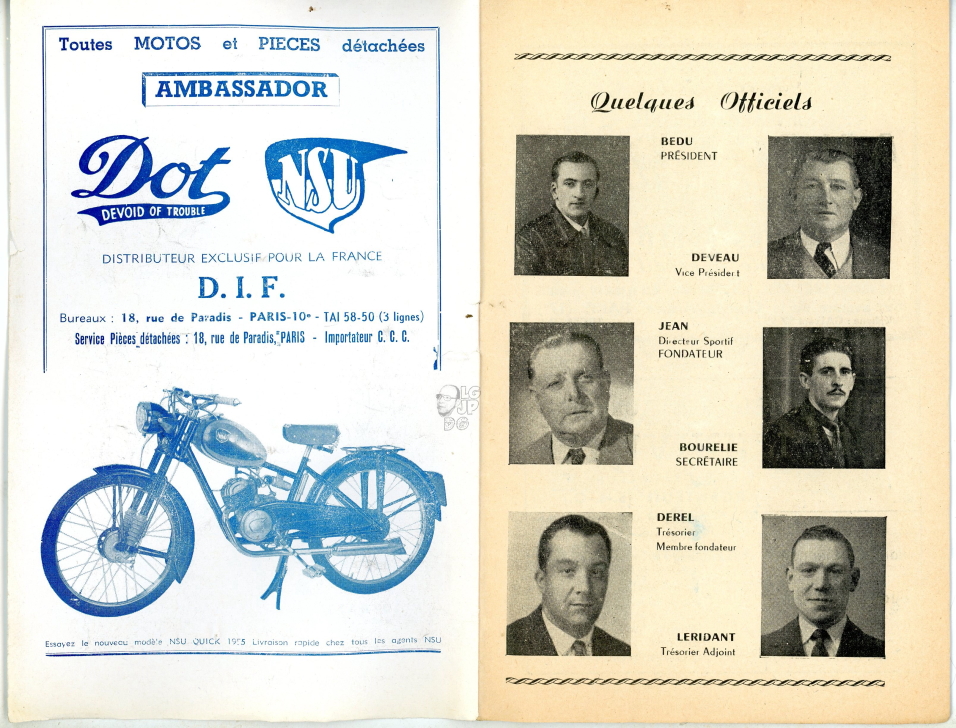 Toutes MOTOS et PIECES détachées
AMBASSADOR
Dot
DEVOID OF TROUBLE
NSU
DISTRIBUTEUR EXCLUSIF POUR LA FRANCE
D. I. F.
Bureaux : 18, rue de Paradis - PARIS-10e - TAI 58-50 (3 lignes)
Service Pièces détachées : 18, rue de Paradis, PARIS - Importateur C. C. C.
Essayez le nouveau modèle NSU QUICK 1955 Livraison rapide chez tous les agents NSU
LG
JP
DG
Quelques Officiels
BEDU
PRÉSIDENT
DEVEAU
Vice Président
JEAN
Directeur Sportif
FONDATEUR
BOURELIE
SECRÉTAIRE
DEREL
Trésorier
Membre fondateur
LERIDANT
Trésorier Adjoint